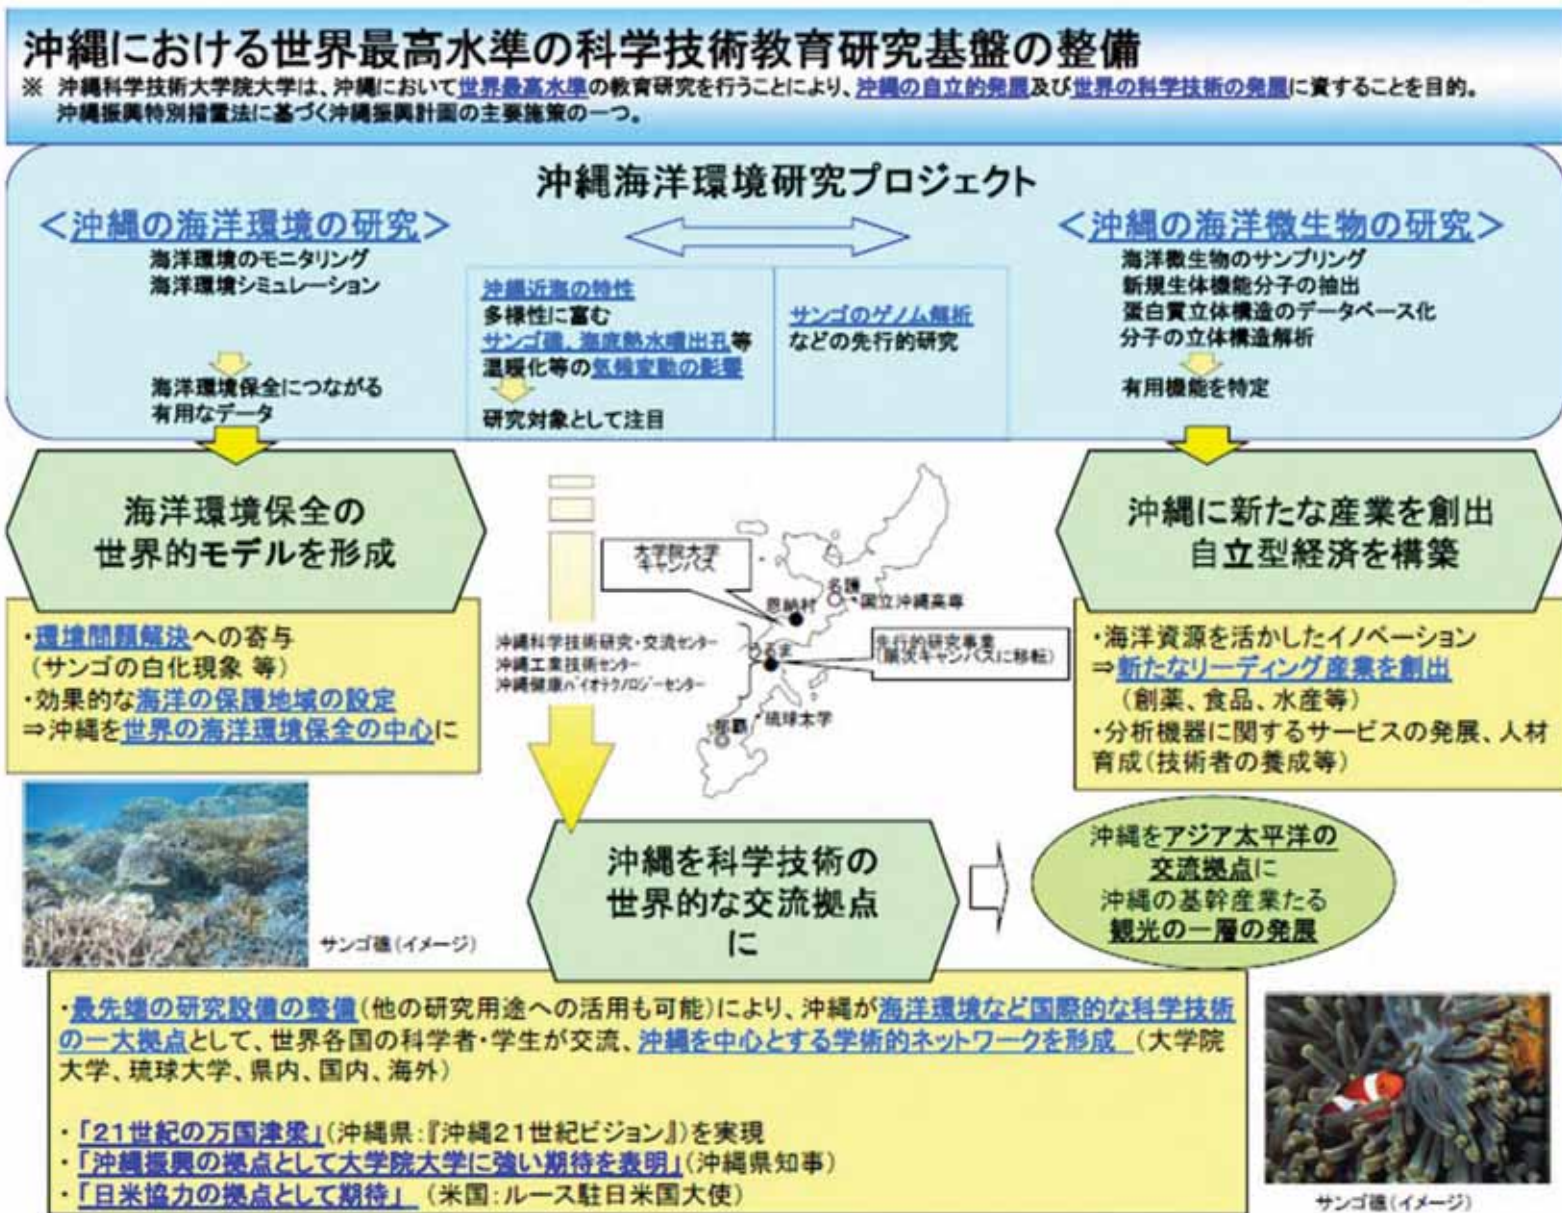 沖縄における世界最高水準の科学技術教育研究基盤の整備
※ 沖縄科学技術大学院大学は、沖縄において世界最高水準の教育研究を行うことにより、沖縄の自立的発展及び世界の科学技術の発展に資することを目的。
沖縄振興特別措置法に基づく沖縄振興計画の主要施策の一つ。
沖縄海洋環境研究プロジェクト
＜沖縄の海洋環境の研究＞
海洋環境のモニタリング
海洋環境シミュレーション
海洋環境保全につながる
有用なデータ
沖縄近海の特性
多様性に富む
サンゴ礁、海底熱水噴出孔等
温暖化等の気候変動の影響
研究対象として注目
サンゴのゲノム解析
などの先行的研究
＜沖縄の海洋微生物の研究＞
海洋微生物のサンプリング
新規生体機能分子の抽出
蛋白質立体構造のデータベース化
分子の立体構造解析
有用機能を特定
海洋環境保全の
世界的モデルを形成
・環境問題解決への寄与
（サンゴの白化現象 等）
・効果的な海洋の保護地域の設定
⇒沖縄を世界の海洋環境保全の中心に
大学院大学
キャンパス
名護
国立沖縄高専
恩納村
沖縄科学技術研究・交流センター
沖縄工業技術センター
沖縄健康バイオテクノロジーセンター
うるま
先行的研究事業
（順次キャンパスに移転）
琉球大学
那覇
沖縄に新たな産業を創出
自立型経済を構築
・海洋資源を活かしたイノベーション
⇒新たなリーディング産業を創出
（創薬、食品、水産等）
・分析機器に関するサービスの発展、人材
育成（技術者の養成等）
サンゴ礁（イメージ）
沖縄を科学技術の
世界的な交流拠点
に
沖縄をアジア太平洋の
交流拠点に
沖縄の基幹産業たる
観光の一層の発展
・最先端の研究設備の整備（他の研究用途への活用も可能）により、沖縄が海洋環境など国際的な科学技術
の一大拠点として、世界各国の科学者・学生が交流、沖縄を中心とする学術的ネットワークを形成 （大学院
大学、琉球大学、県内、国内、海外）
・「21世紀の万国津梁」（沖縄県：『沖縄21世紀ビジョン』）を実現
・「沖縄振興の拠点として大学院大学に強い期待を表明」（沖縄県知事）
・「日米協力の拠点として期待」 （米国：ルース駐日米国大使）
サンゴ礁（イメージ）